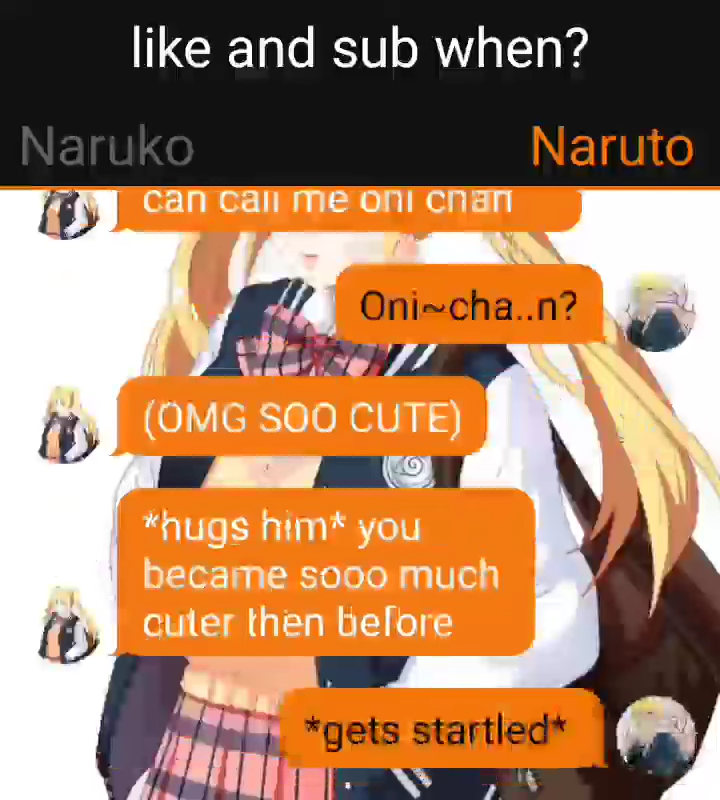 like and sub when?
Naruko
Naruto
can call me oni chan
Oni~cha..n?
(OMG SOO CUTE)
*hugs him* you
became sooo much
cuter then before
*gets startled*